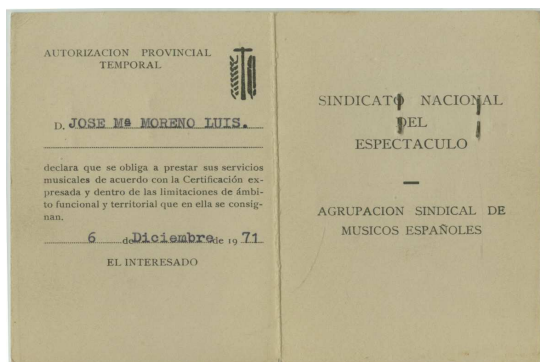 AUTORIZACION PROVINCIAL
TEMPORAL
D. JOSE Mª MORENO LUIS.
declara que se obliga a prestar sus servicios
musicales de acuerdo con la Certificación ex-
presada y dentro de las limitaciones de ámbi-
to funcional y territorial que en ella se consig-
nan.
6 de Diciembre de 1971
EL INTERESADO
SINDICATO NACIONAL
DEL
ESPECTACULO
AGRUPACION SINDICAL DE
MUSICOS ESPAÑOLES